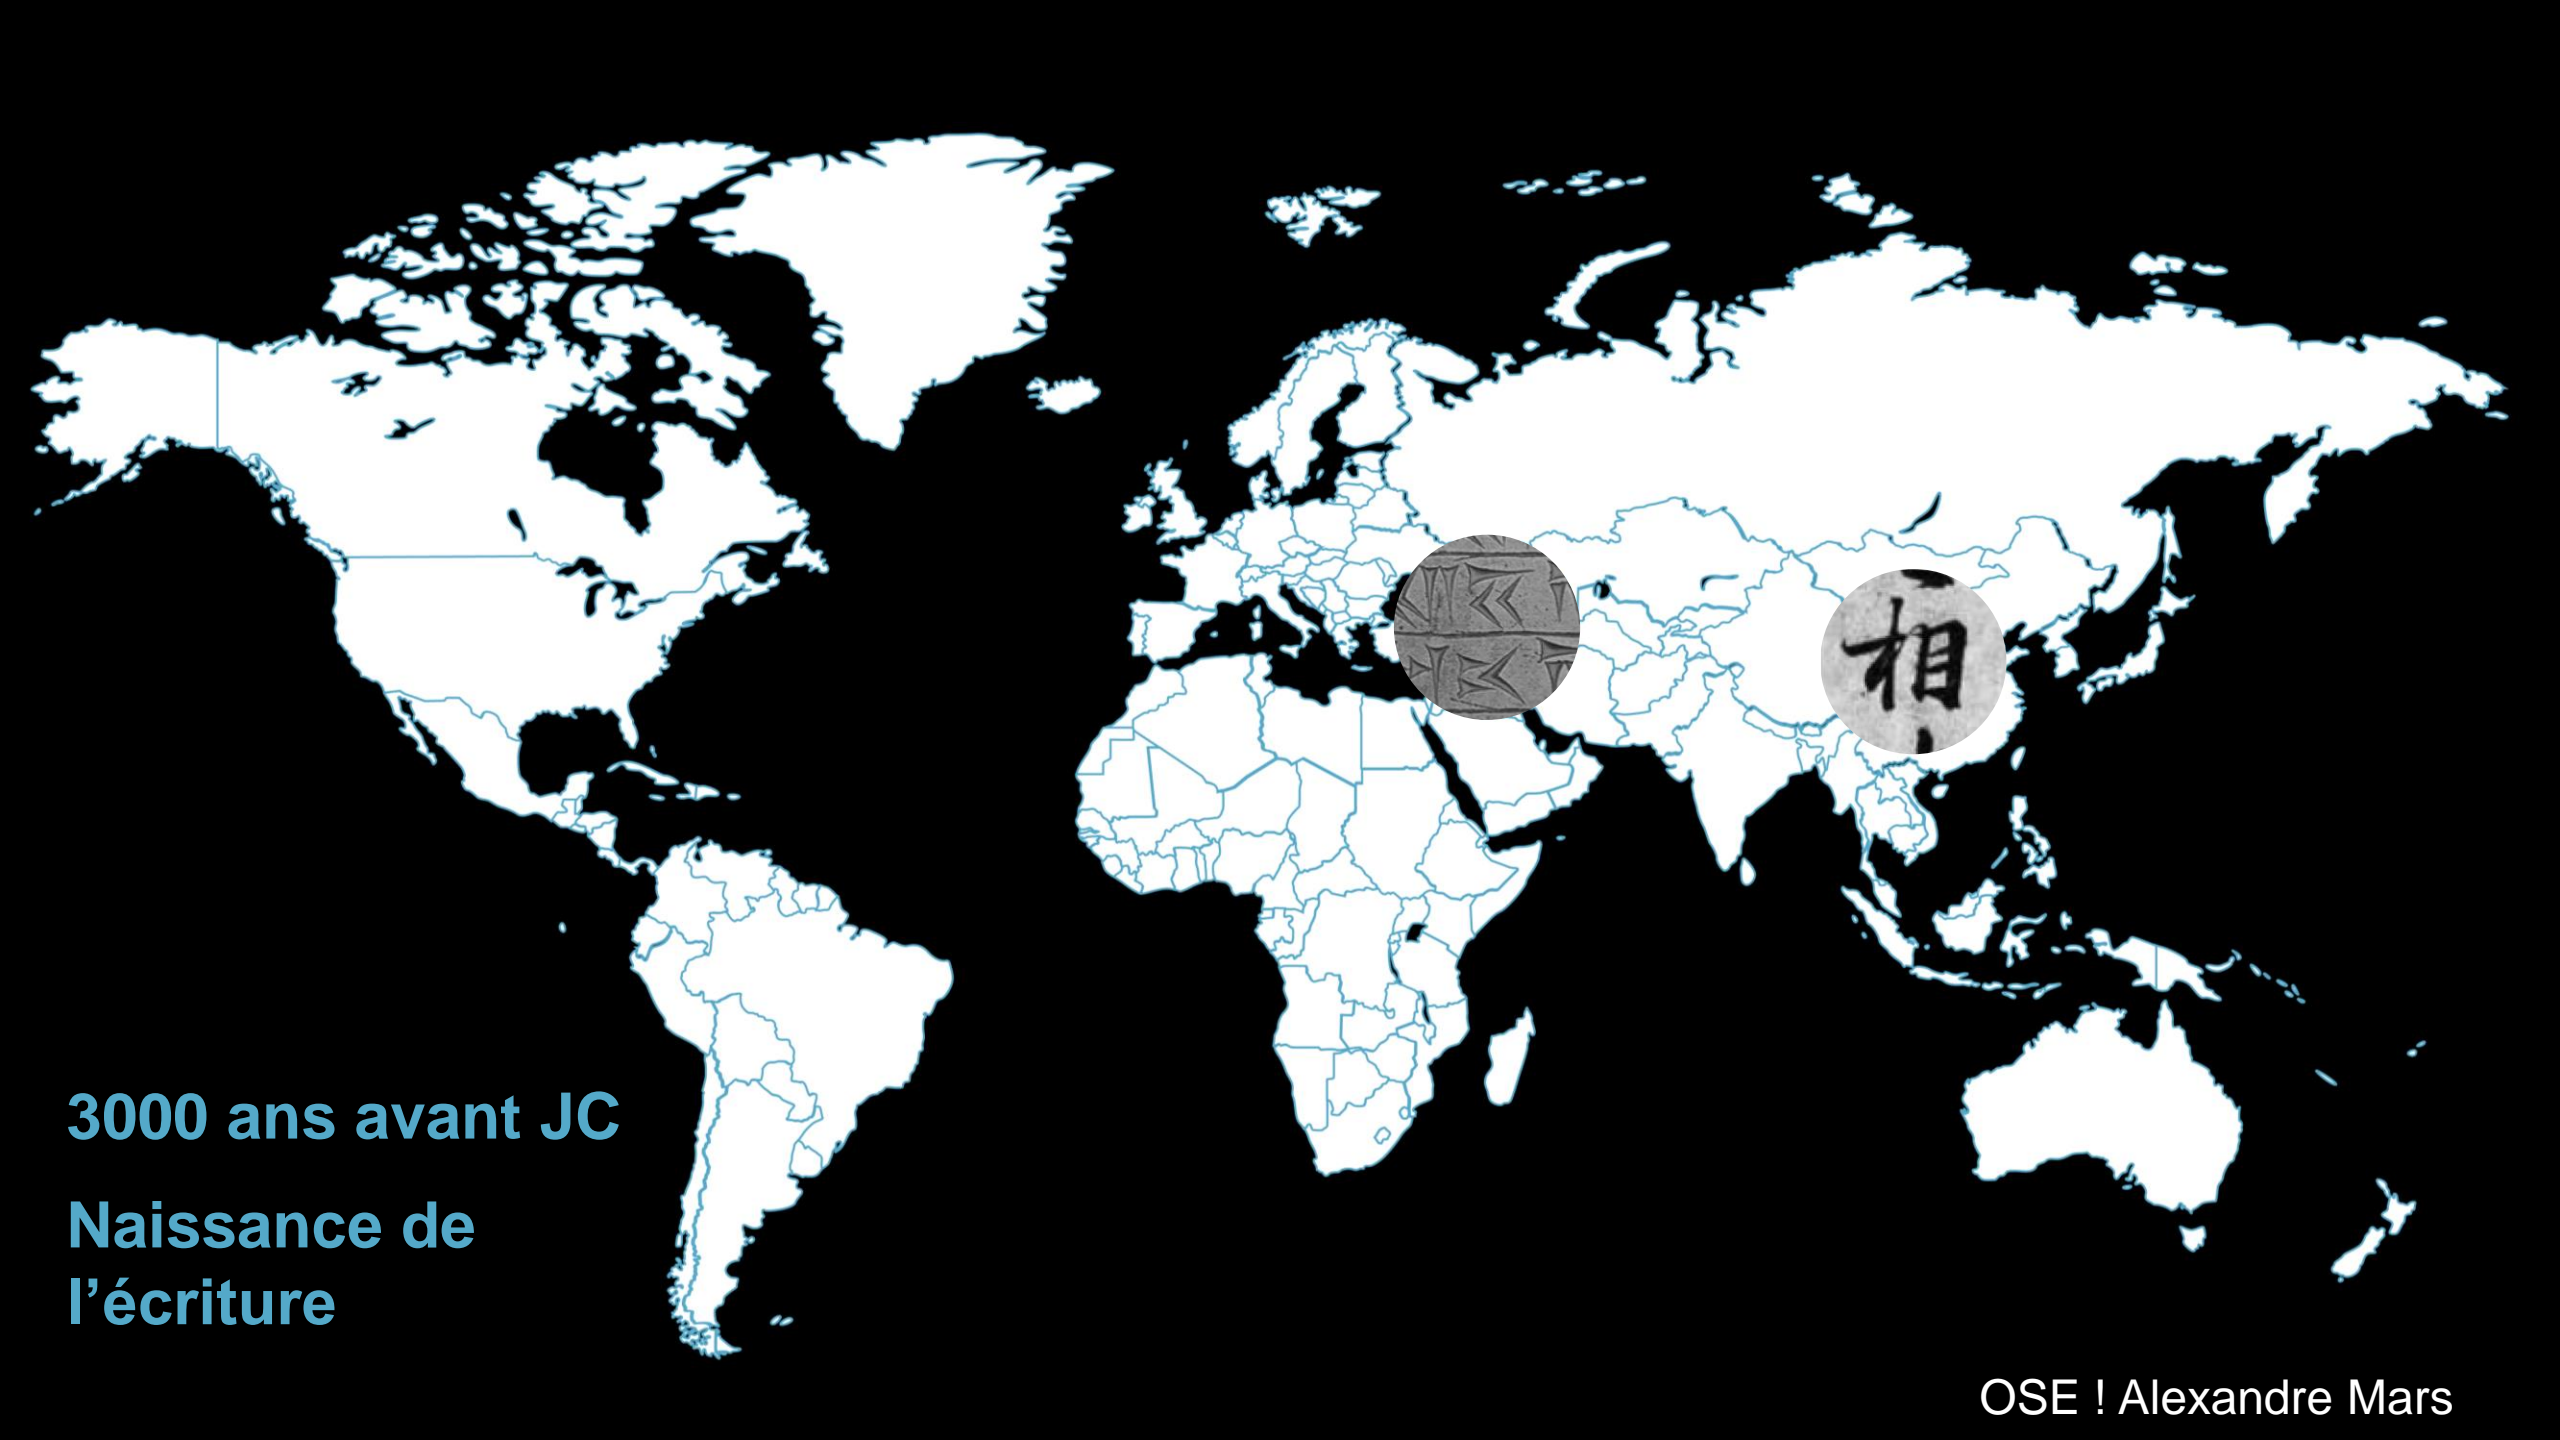 相
3000 ans avant JC
Naissance de
l’écriture
OSE ! Alexandre Mars